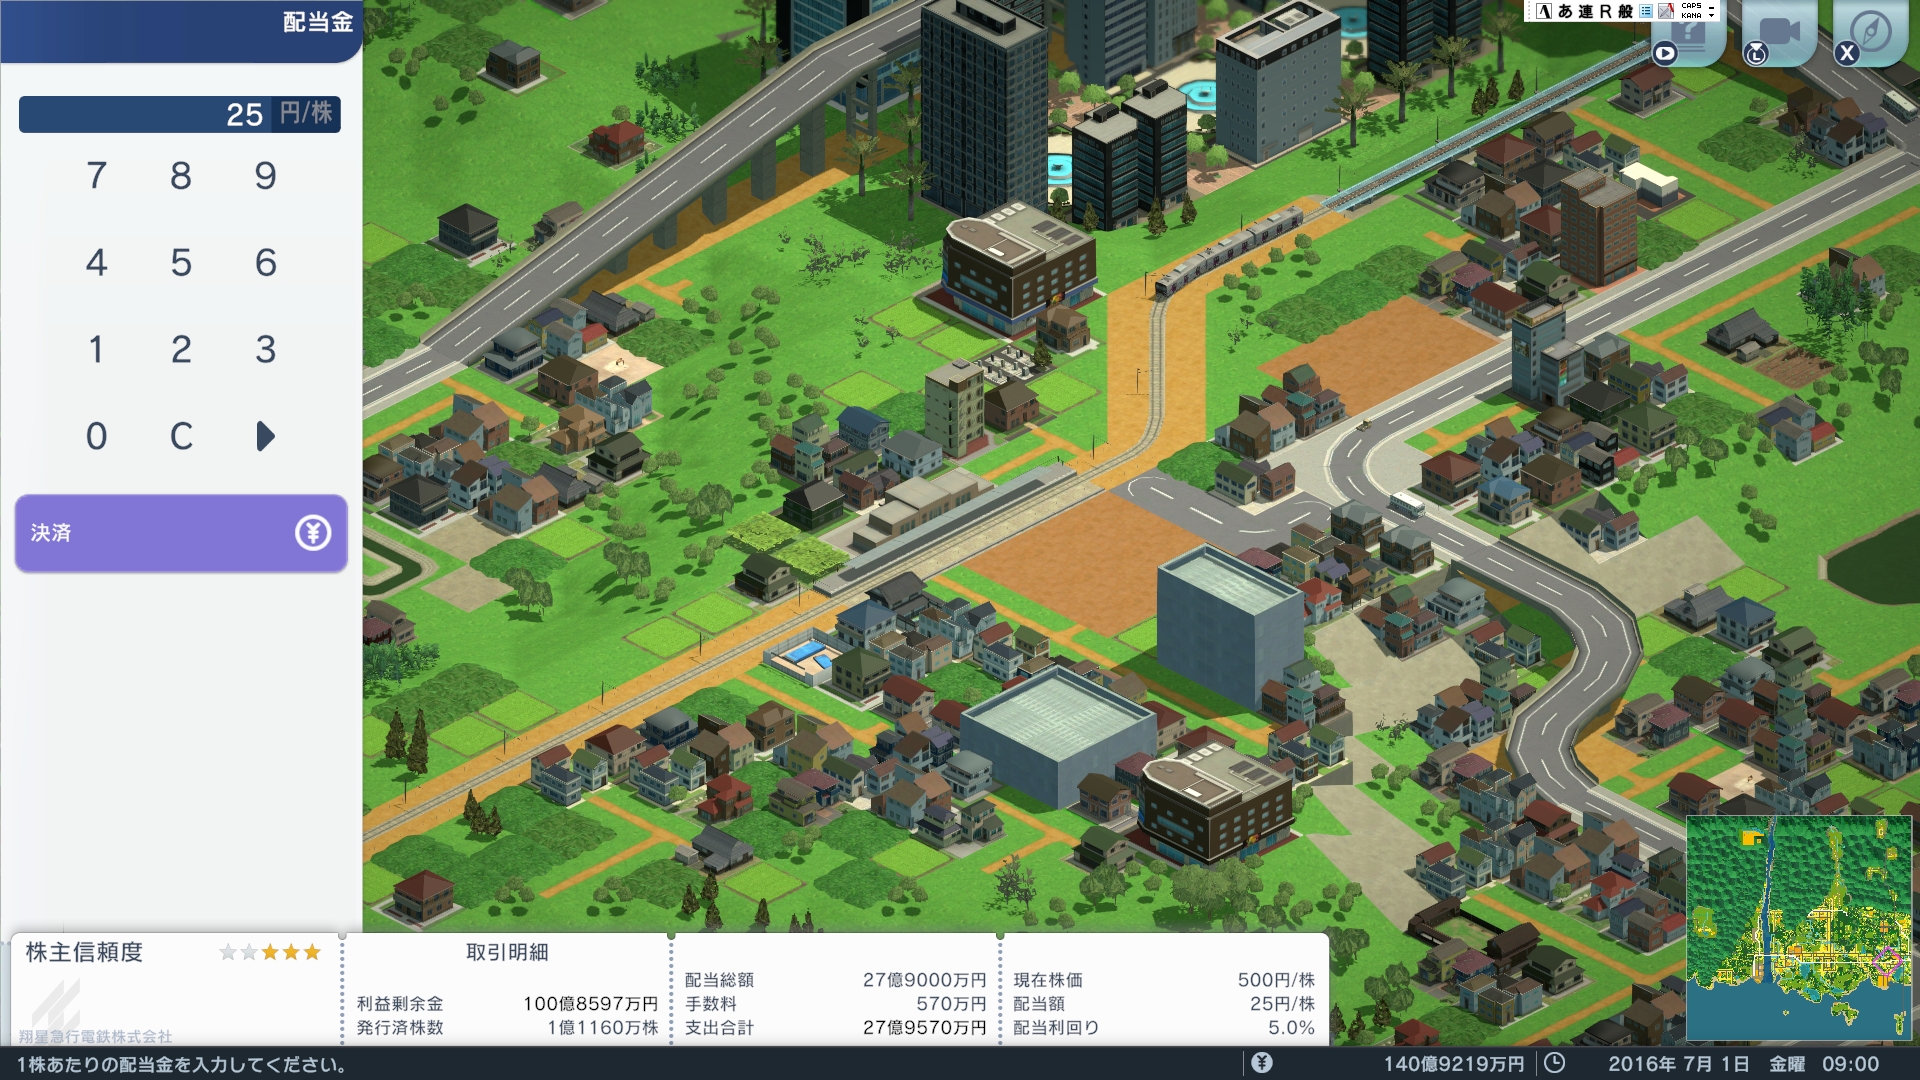 配当金
25 円/株
7 8 9
4 5 6
1 2 3
0 C
決済
A あ 連 R 般 CAPS KANA
L
X
株主信頼度
翔星急行電鉄株式会社
取引明細
利益剰余金 100億8597万円
発行済株数 1億1160万株
配当総額 27億9000万円
手数料 570万円
支出合計 27億9570万円
現在株価 500円/株
配当額 25円/株
配当利回り 5.0%
1株あたりの配当金を入力してください。
140億9219万円
2016年 7月 1日 金曜 09:00